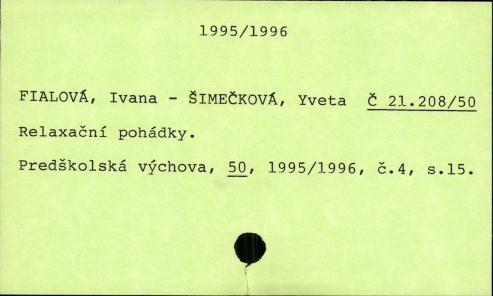 1995/1996
FIALOVÁ, Ivana - ŠIMEČKOVÁ, Yveta Č 21.208/50
Relaxační pohádky.
Predškolská výchova, 50, 1995/1996, č.4, s.15.